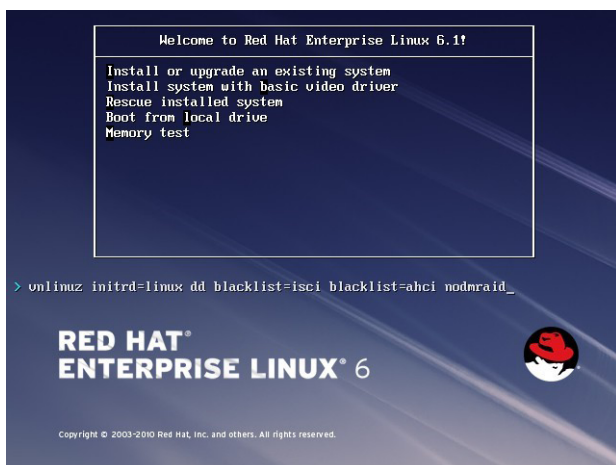 Welcome to Red Hat Enterprise Linux 6.1!
Install or upgrade an existing system
Install system with basic video driver
Rescue installed system
Boot from local drive
Memory test
> vmlinuz initrd=linux dd blacklist=isci blacklist=ahci nodmraid_
RED HAT®
ENTERPRISE LINUX® 6
Copyright © 2003-2010 Red Hat, Inc. and others. All rights reserved.